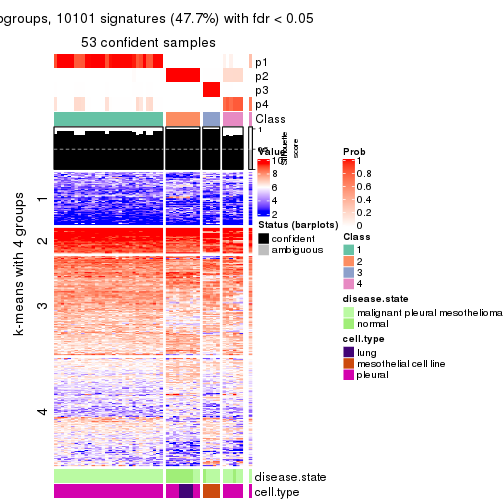 ogroups, 10101 signatures (47.7%) with fdr < 0.05
53 confident samples
p1
p2
p3
p4
Class
1
Silhouette
score
Value
10
6
4
2
Prob
1
0.8
0.6
0.4
0.2
0
Status (barplots)
confident
ambiguous
Class
1
2
3
4
disease.state
malignant pleural mesothelioma
normal
cell.type
lung
mesothelial cell line
pleural
k-means with 4 groups
1
2
3
4
disease.state
cell.type